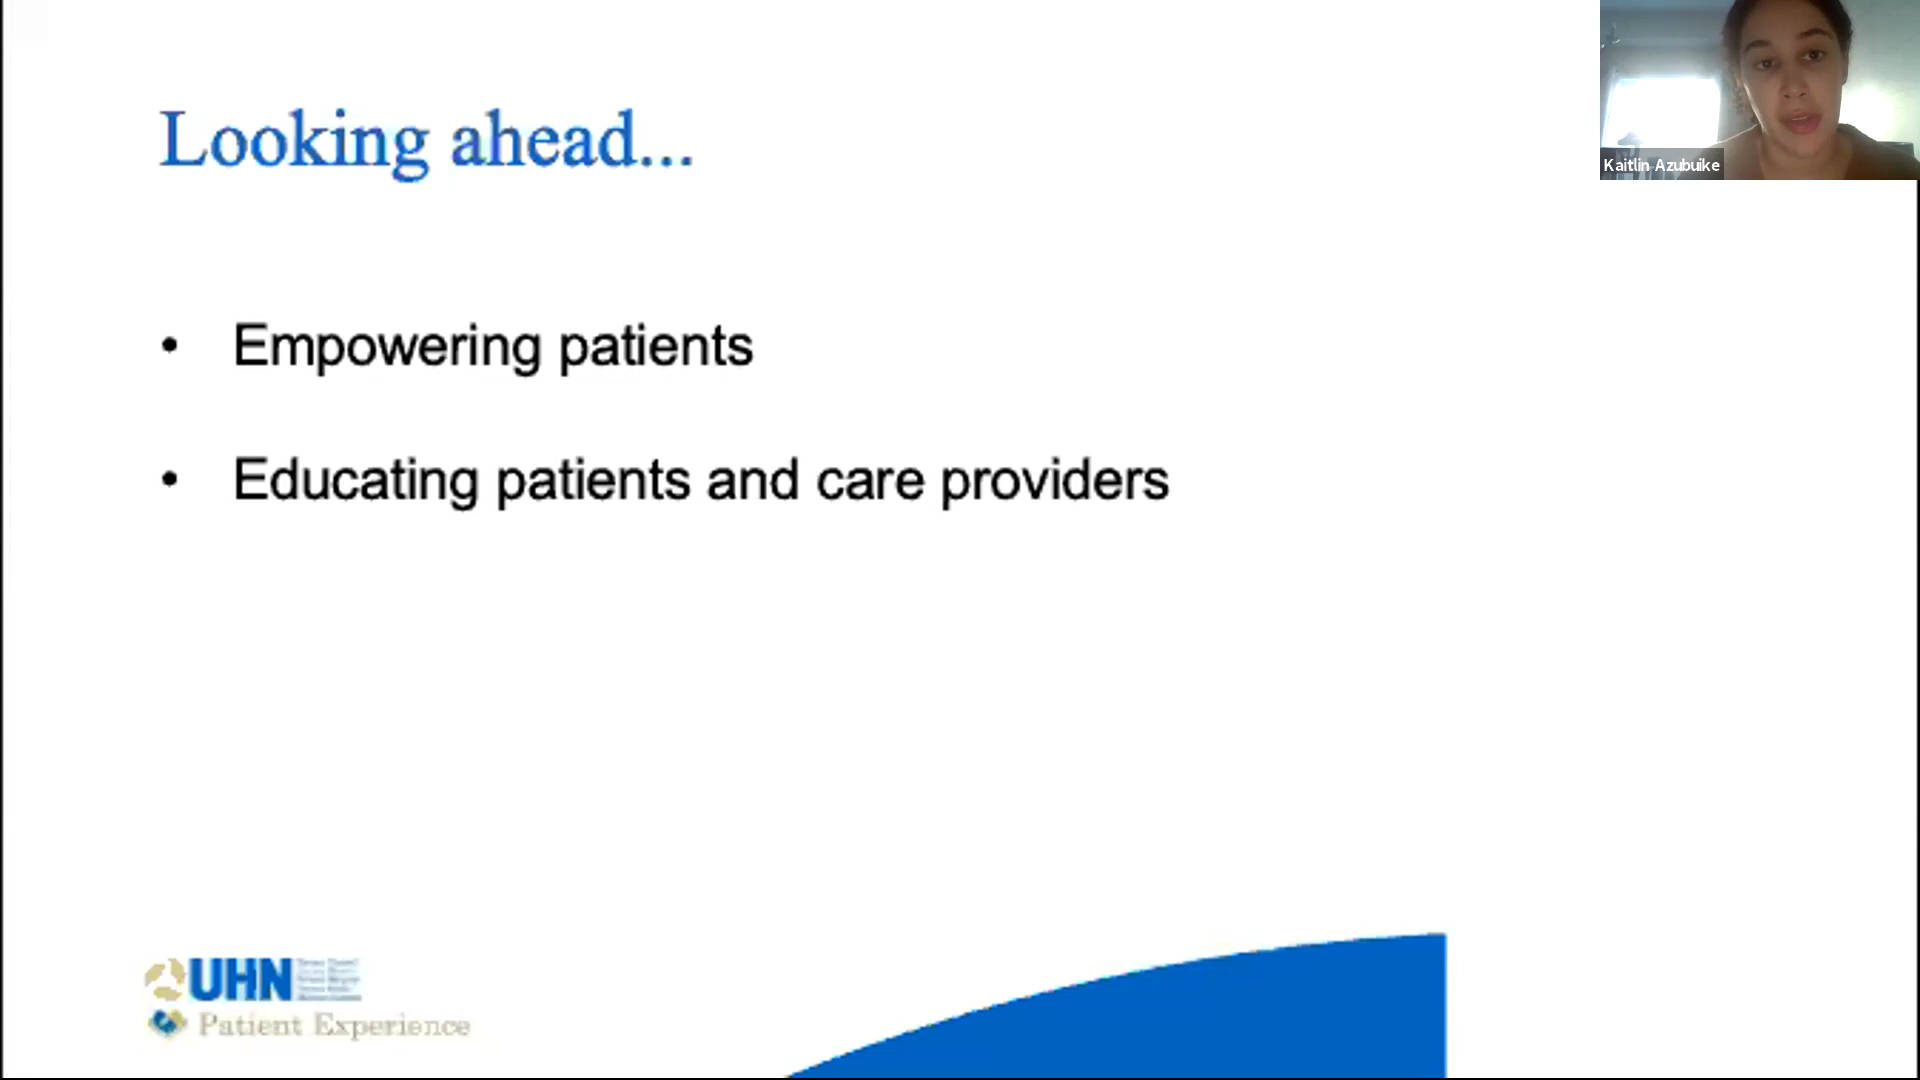 Looking ahead...
Kaitlin Azubuike
• Empowering patients
• Educating patients and care providers
UHN
Patient Experience